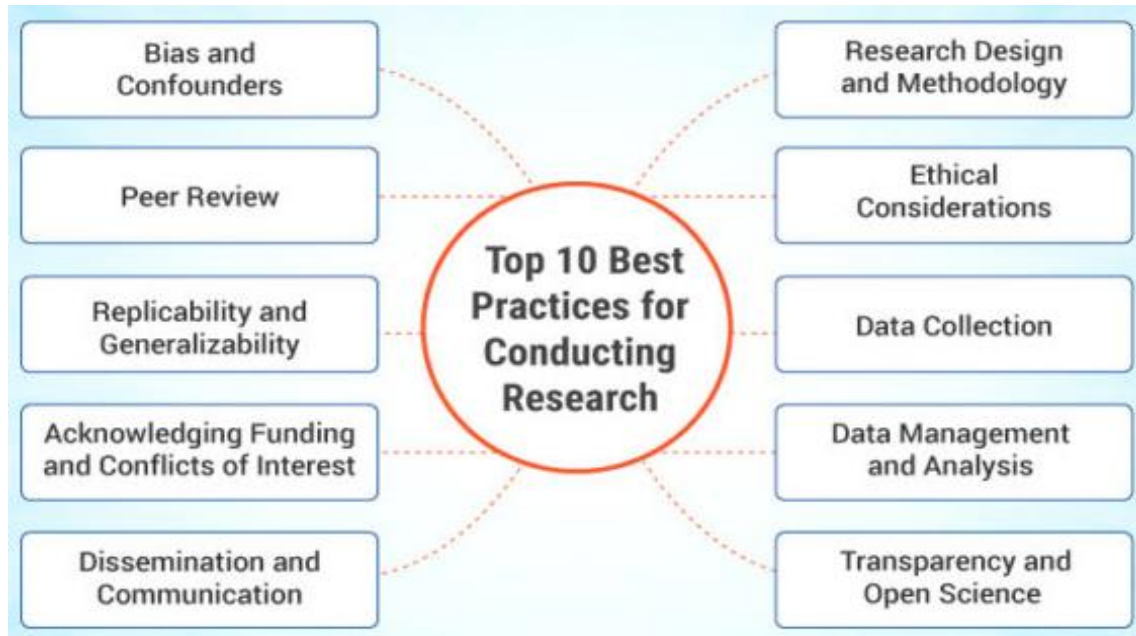 Bias and
Confounders
Peer Review
Replicability and
Generalizability
Acknowledging Funding
and Conflicts of Interest
Dissemination and
Communication
Top 10 Best
Practices for
Conducting
Research
Research Design
and Methodology
Ethical
Considerations
Data Collection
Data Management
and Analysis
Transparency and
Open Science